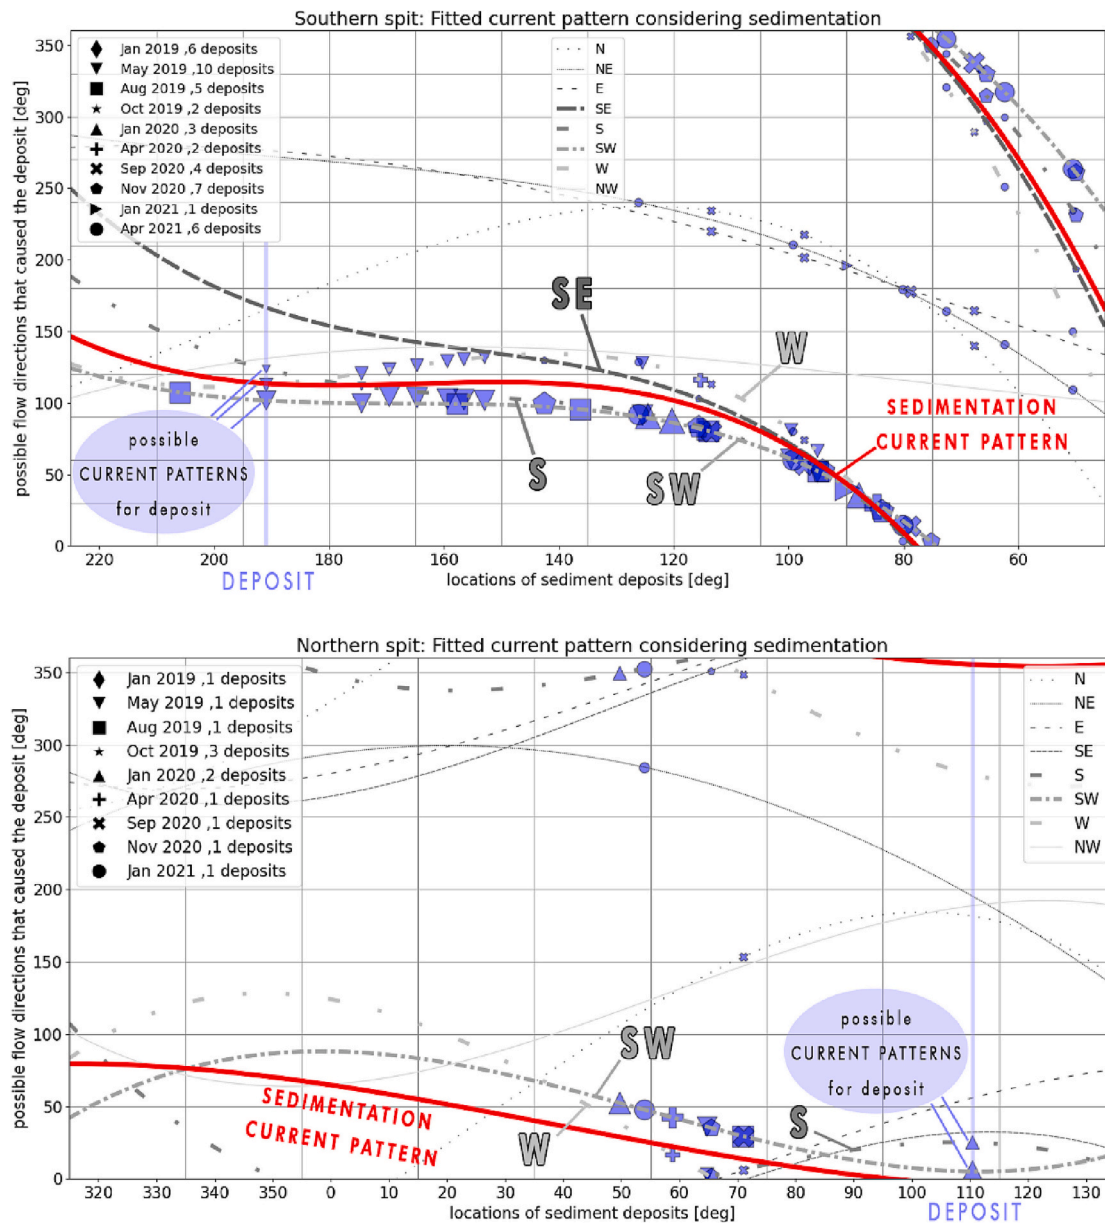 Southern spit: Fitted current pattern considering sedimentation
possible flow directions that caused the deposit [deg]
350
300
250
200
150
100
50
0
Jan 2019 ,6 deposits
May 2019 ,10 deposits
Aug 2019 ,5 deposits
Oct 2019 ,2 deposits
Jan 2020 ,3 deposits
Apr 2020 ,2 deposits
Sep 2020 ,4 deposits
Nov 2020 ,7 deposits
Jan 2021 ,1 deposits
Apr 2021 ,6 deposits
N
NE
E
SE
S
SW
W
NW
SE
W
S
SW
SEDIMENTATION
CURRENT PATTERN
possible
CURRENT PATTERNS
for deposit
220
200
180
160
140
120
100
80
60
locations of sediment deposits [deg]
DEPOSIT
Northern spit: Fitted current pattern considering sedimentation
possible flow directions that caused the deposit [deg]
350
300
250
200
150
100
50
0
Jan 2019 ,1 deposits
May 2019 ,1 deposits
Aug 2019 ,1 deposits
Oct 2019 ,3 deposits
Jan 2020 ,2 deposits
Apr 2020 ,1 deposits
Sep 2020 ,1 deposits
Nov 2020 ,1 deposits
Jan 2021 ,1 deposits
N
NE
E
SE
S
SW
W
NW
possible
CURRENT PATTERNS
for deposit
SW
S
W
SEDIMENTATION
CURRENT PATTERN
320
330
340
350
0
10
20
30
40
50
60
70
80
90
100
110
120
130
locations of sediment deposits [deg]
DEPOSIT